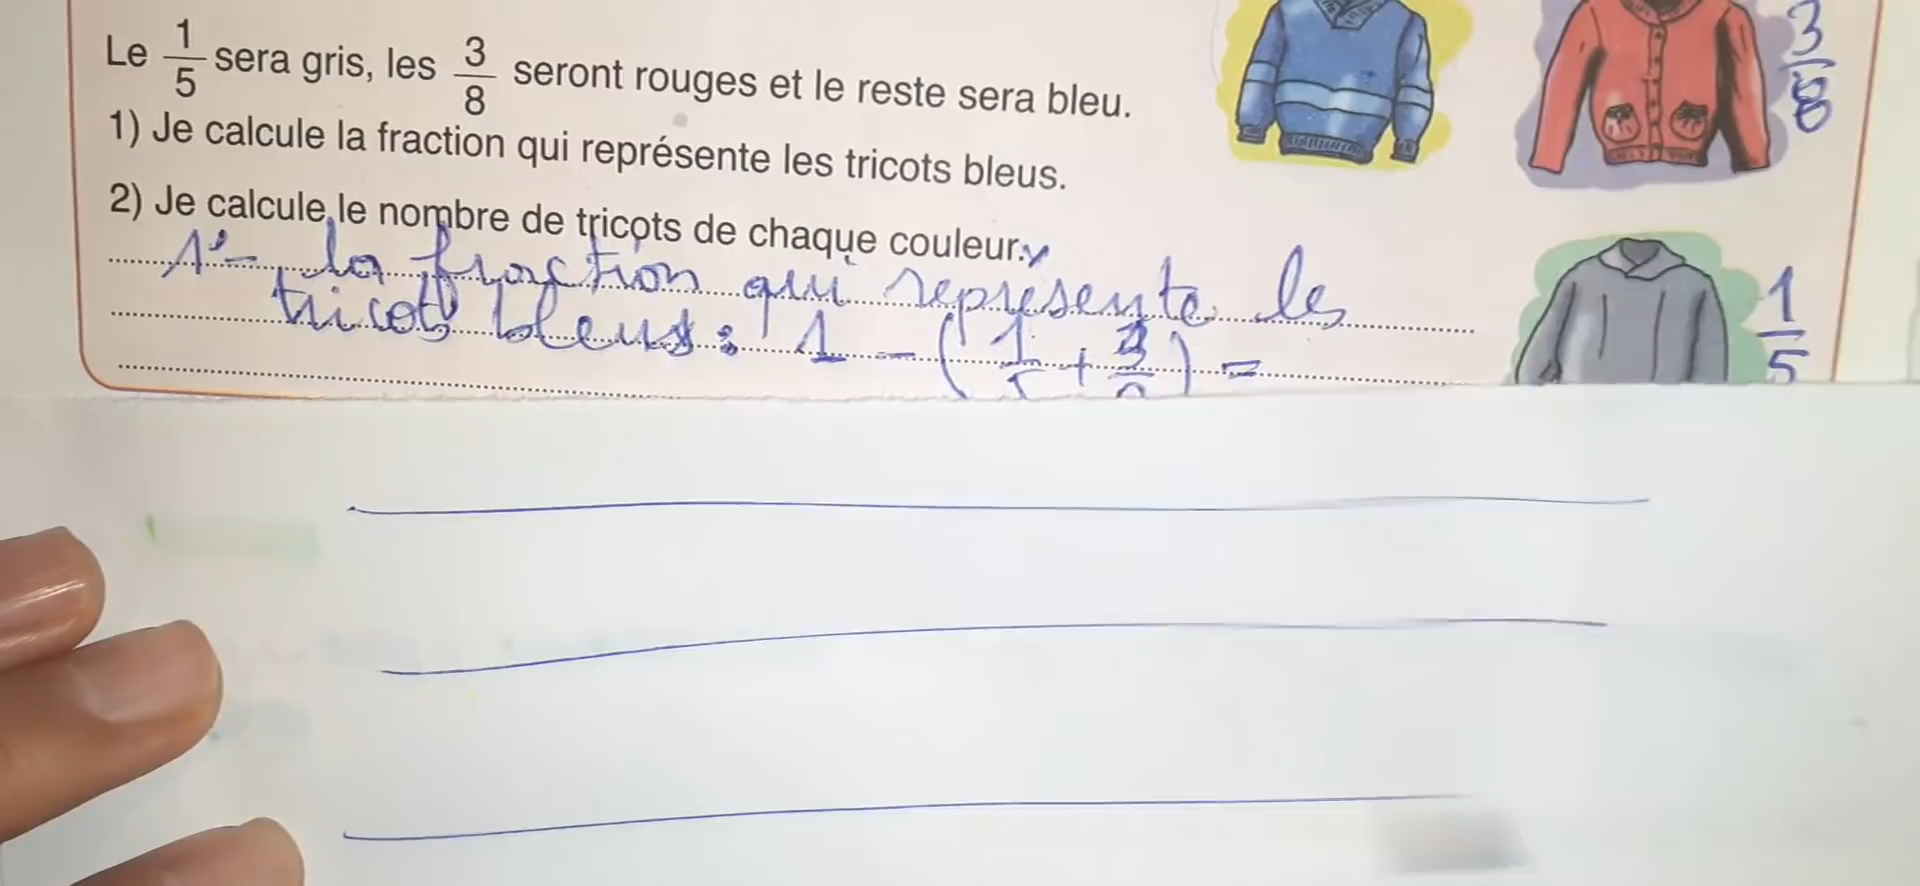 Le 1/5 sera gris, les 3/8 seront rouges et le reste sera bleu.
1) Je calcule la fraction qui représente les tricots bleus.
2) Je calcule le nombre de tricots de chaque couleur.
1°- la fraction qui représente les
tricots bleus : 1 - (1/5 + 3/8) =
3/8
1/5